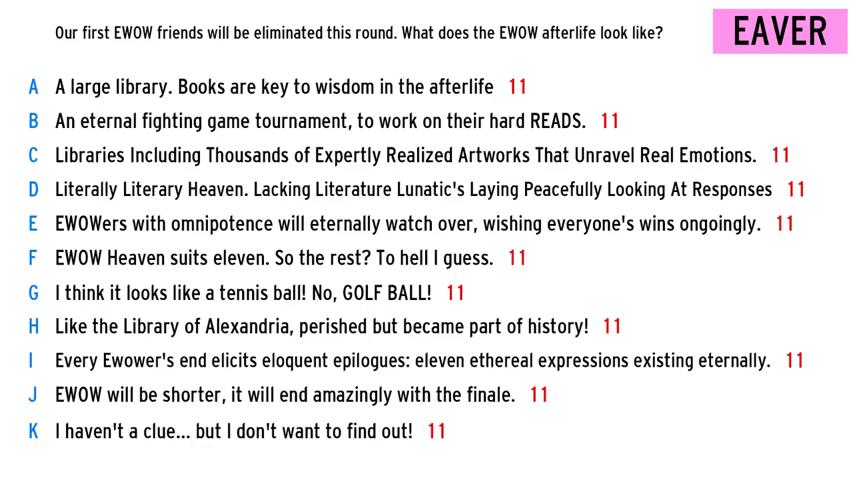 Our first EWOW friends will be eliminated this round. What does the EWOW afterlife look like?
EAVER
A A large library. Books are key to wisdom in the afterlife 11
B An eternal fighting game tournament, to work on their hard READS. 11
C Libraries Including Thousands of Expertly Realized Artworks That Unravel Real Emotions. 11
D Literally Literary Heaven. Lacking Literature Lunatic's Laying Peacefully Looking At Responses 11
E EWOWers with omnipotence will eternally watch over, wishing everyone's wins ongoingly. 11
F EWOW Heaven suits eleven. So the rest? To hell I guess. 11
G I think it looks like a tennis ball! No, GOLF BALL! 11
H Like the Library of Alexandria, perished but became part of history! 11
I Every Ewower's end elicits eloquent epilogues: eleven ethereal expressions existing eternally. 11
J EWOW will be shorter, it will end amazingly with the finale. 11
K I haven't a clue... but I don't want to find out! 11